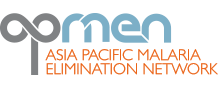 apmen
ASIA PACIFIC MALARIA
ELIMINATION NETWORK